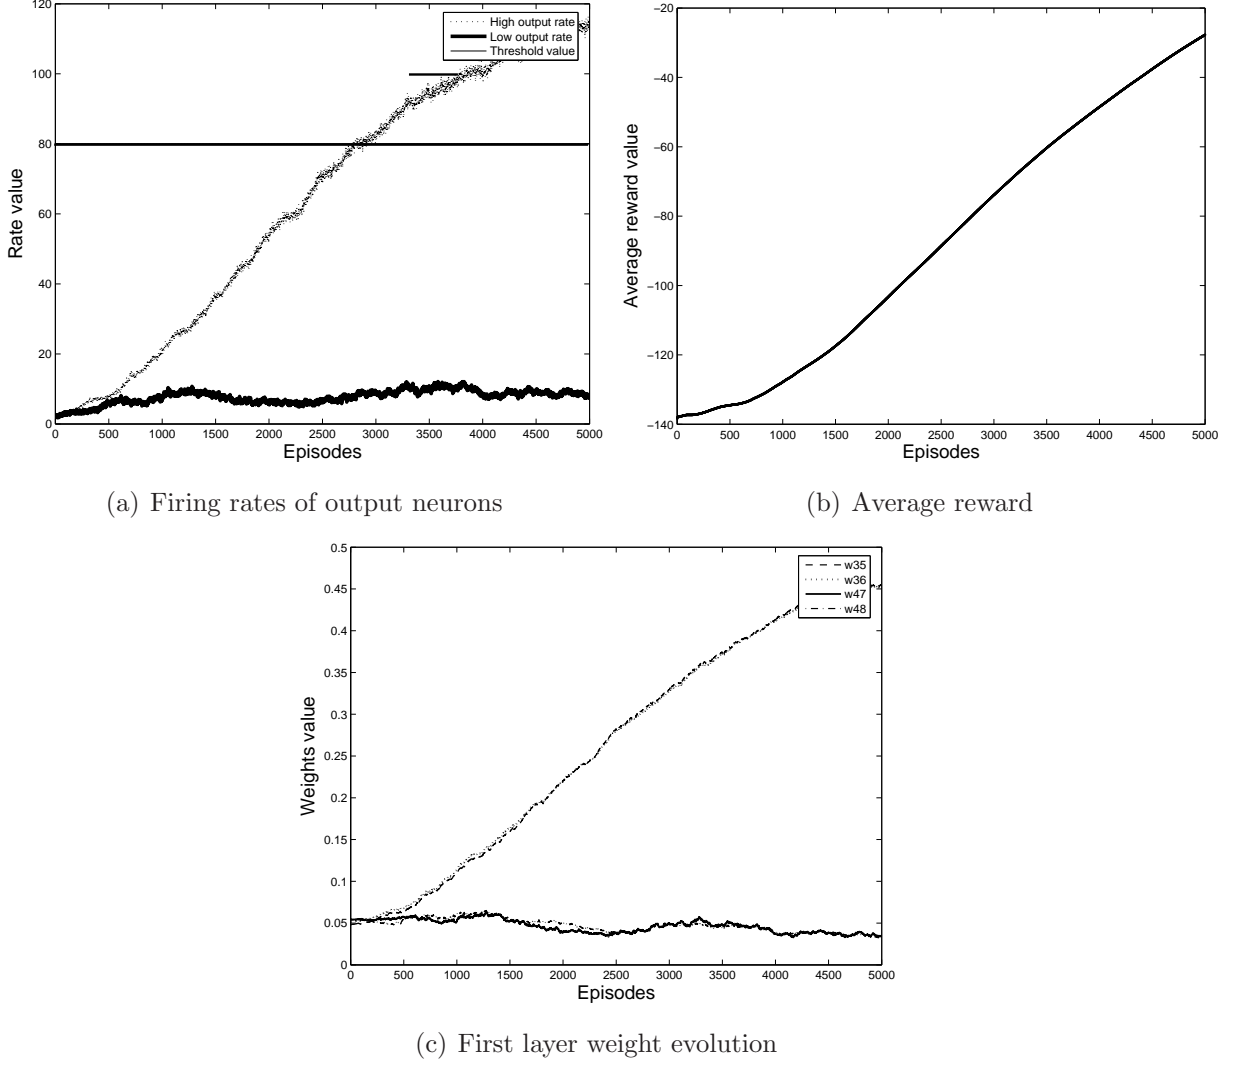 120
100
80
60
40
20
0
0 500 1000 1500 2000 2500 3000 3500 4000 4500 5000
Rate value
Episodes
High output rate
Low output rate
Threshold value
(a) Firing rates of output neurons
−20
−40
−60
−80
−100
−120
−140
0 500 1000 1500 2000 2500 3000 3500 4000 4500 5000
Average reward value
Episodes
(b) Average reward
0.5
0.45
0.4
0.35
0.3
0.25
0.2
0.15
0.1
0.05
0
0 500 1000 1500 2000 2500 3000 3500 4000 4500 5000
Weights value
Episodes
w35
w36
w47
w48
(c) First layer weight evolution